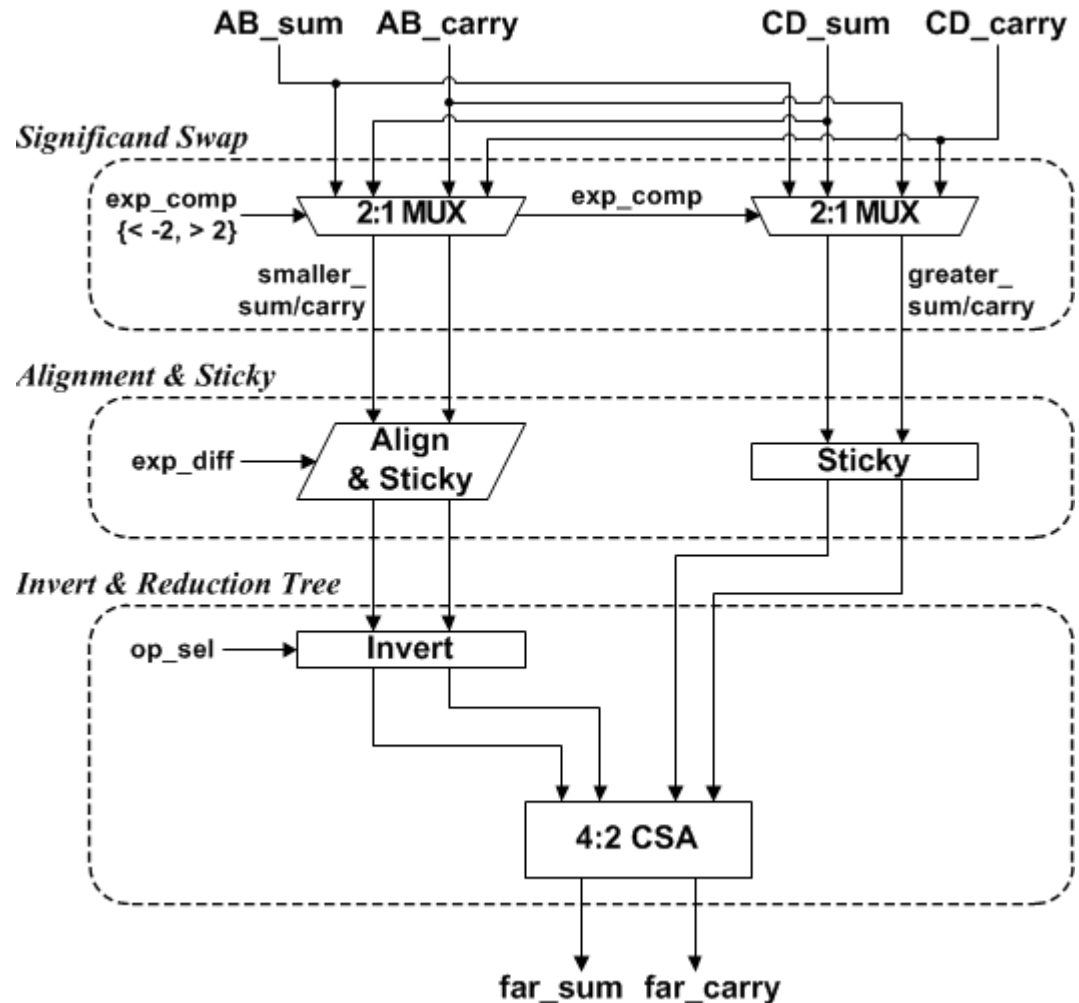 AB_sum AB_carry CD_sum CD_carry
Significand Swap
exp_comp
{< -2, > 2}
2:1 MUX
exp_comp
2:1 MUX
smaller_
sum/carry
greater_
sum/carry
Alignment & Sticky
exp_diff
Align
& Sticky
Sticky
Invert & Reduction Tree
op_sel
Invert
4:2 CSA
far_sum far_carry